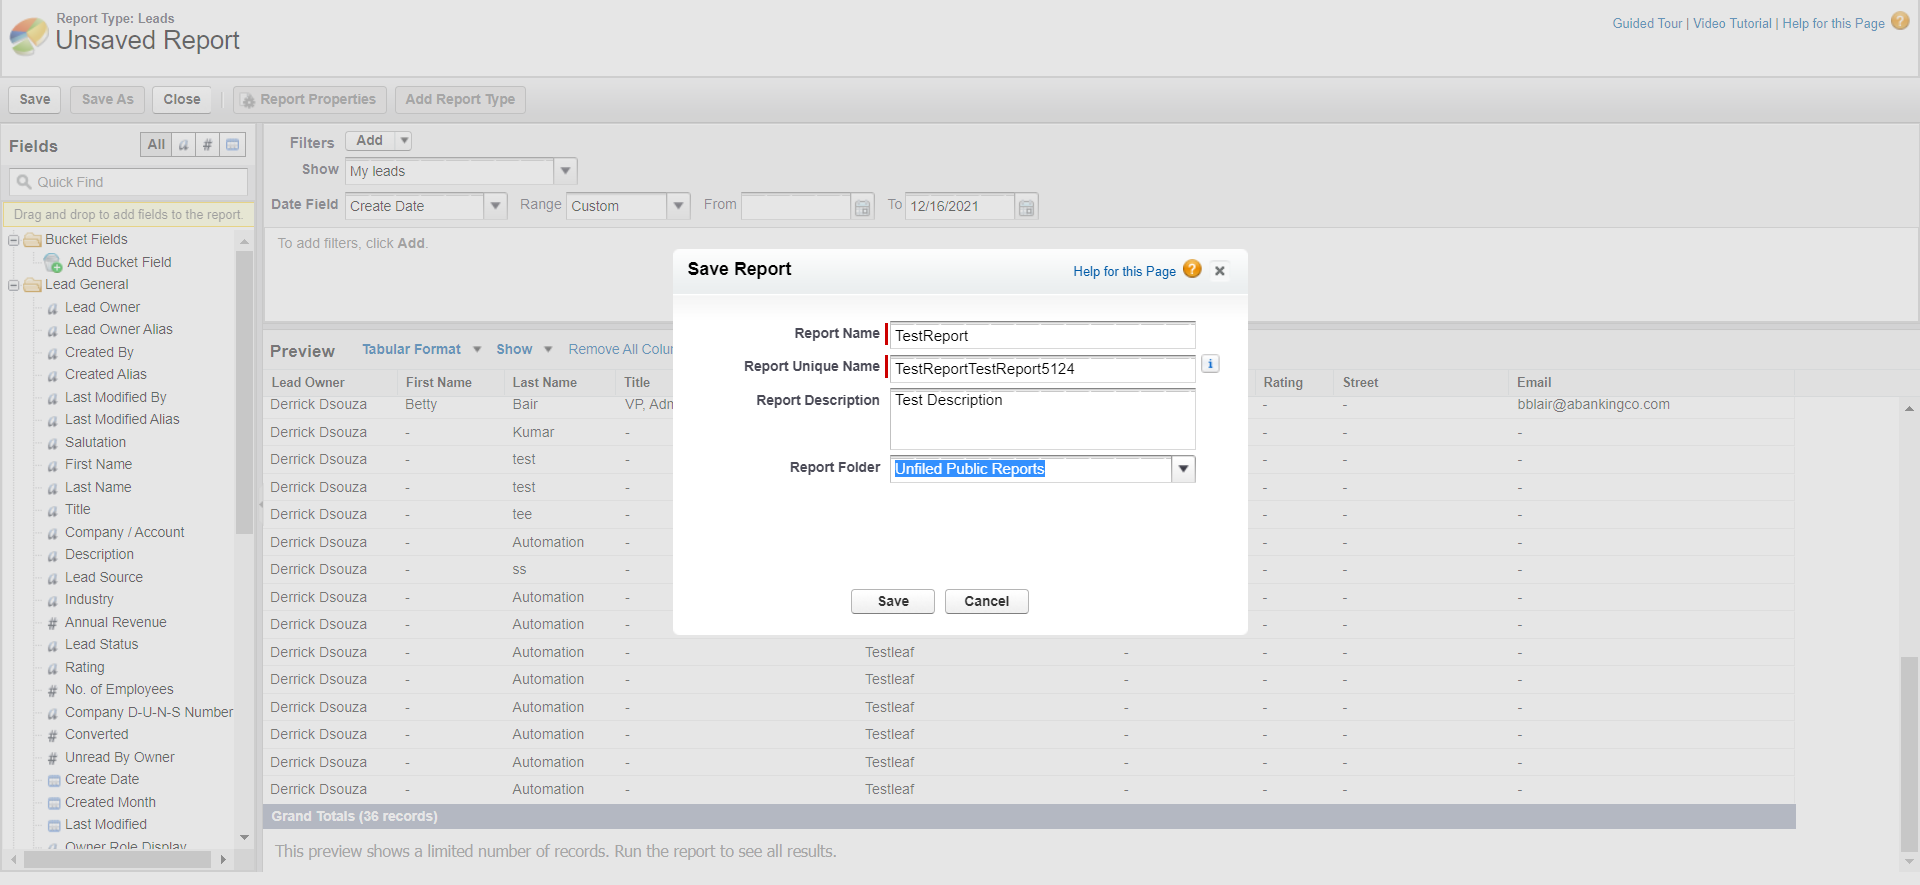 Report Type: Leads
Unsaved Report
Guided Tour | Video Tutorial | Help for this Page ?
Save Save As Close Report Properties Add Report Type
Fields All a #
Quick Find
Drag and drop to add fields to the report.
Bucket Fields
Add Bucket Field
Lead General
a Lead Owner
a Lead Owner Alias
a Created By
a Created Alias
a Last Modified By
a Last Modified Alias
a Salutation
a First Name
a Last Name
a Title
a Company / Account
a Description
a Lead Source
a Industry
# Annual Revenue
a Lead Status
a Rating
# No. of Employees
a Company D-U-N-S Number
# Converted
# Unread By Owner
Create Date
Created Month
Last Modified
Owner Role Display
Filters Add
Show My leads
Date Field Create Date Range Custom From To 12/16/2021
To add filters, click Add.
Preview Tabular Format Show Remove All Colu
Lead Owner First Name Last Name Title Rating Street Email
Derrick Dsouza Betty Bair VP, Adm - - bblair@abankingco.com
Derrick Dsouza - Kumar - - - -
Derrick Dsouza - test - - - -
Derrick Dsouza - test - - - -
Derrick Dsouza - tee - - - -
Derrick Dsouza - Automation - - - -
Derrick Dsouza - ss - - - -
Derrick Dsouza - Automation - - - -
Derrick Dsouza - Automation - - - -
Derrick Dsouza - Automation - Testleaf - - - -
Derrick Dsouza - Automation - Testleaf - - - -
Derrick Dsouza - Automation - Testleaf - - - -
Derrick Dsouza - Automation - Testleaf - - - -
Derrick Dsouza - Automation - Testleaf - - - -
Derrick Dsouza - Automation - Testleaf - - - -
Grand Totals (36 records)
This preview shows a limited number of records. Run the report to see all results.
Save Report Help for this Page ?
Report Name TestReport
Report Unique Name TestReportTestReport5124 i
Report Description Test Description
Report Folder Unfiled Public Reports
Save Cancel